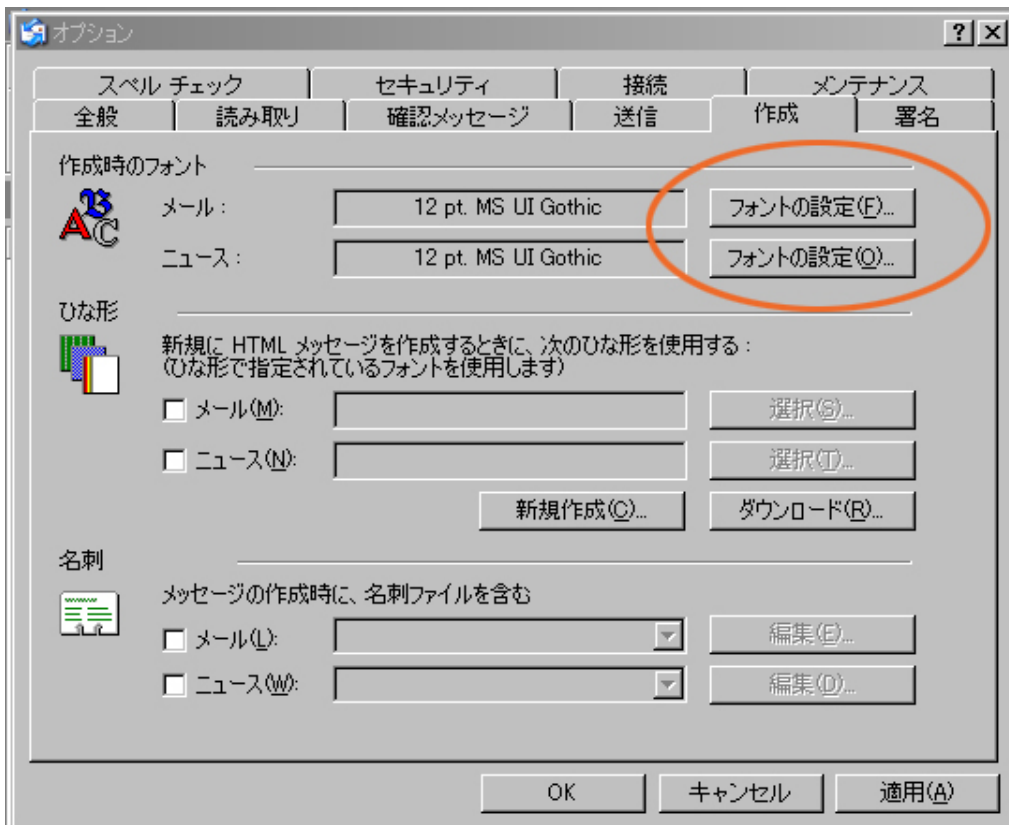 オプション
スペル チェック セキュリティ 接続 メンテナンス
全般 読み取り 確認メッセージ 送信 作成 署名
作成時のフォント
メール : 12 pt. MS UI Gothic フォントの設定(F)...
ニュース : 12 pt. MS UI Gothic フォントの設定(O)...
ひな形
新規に HTML メッセージを作成するときに、次のひな形を使用する :
(ひな形で指定されているフォントを使用します)
メール(M): 選択(S)...
ニュース(N): 選択(T)...
新規作成(C)... ダウンロード(R)...
名刺
メッセージの作成時に、名刺ファイルを含む
メール(L): 編集(E)...
ニュース(W): 編集(D)...
OK キャンセル 適用(A)